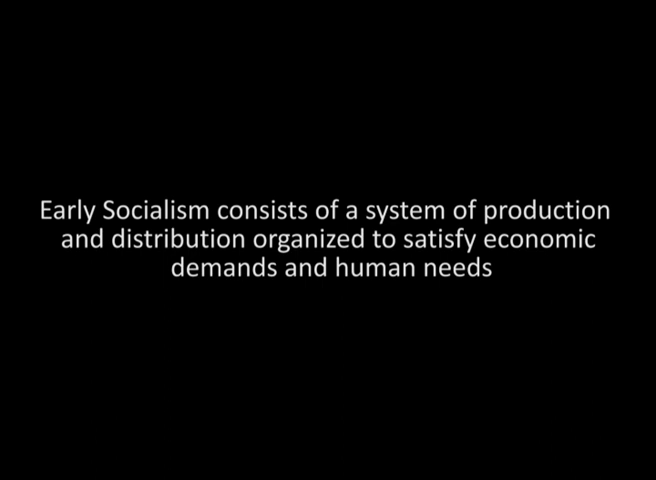 Early Socialism consists of a system of production
and distribution organized to satisfy economic
demands and human needs